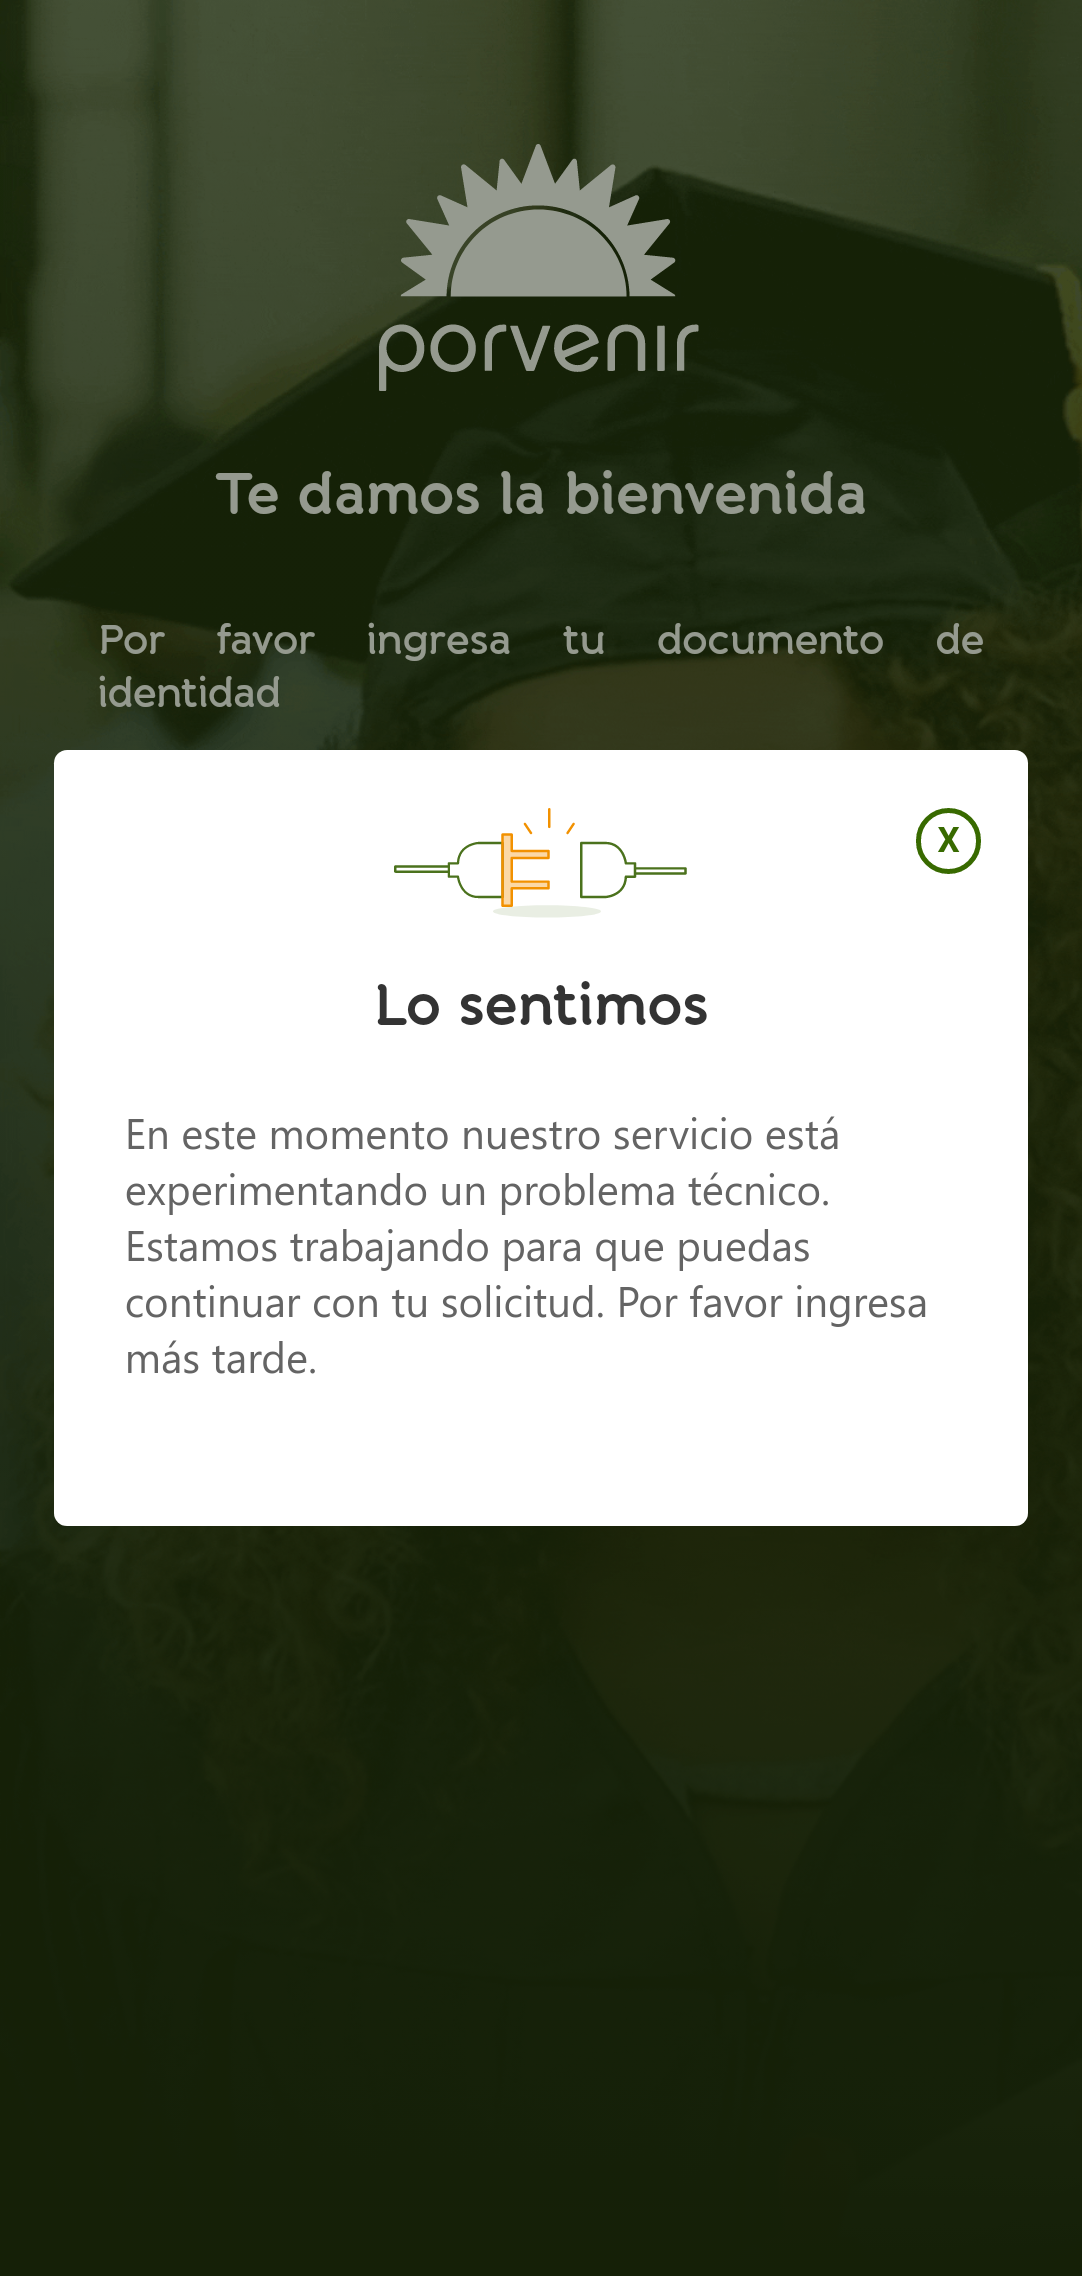 porvenir
Te damos la bienvenida
Por favor ingresa tu documento de
identidad
X
Lo sentimos
En este momento nuestro servicio está
experimentando un problema técnico.
Estamos trabajando para que puedas
continuar con tu solicitud. Por favor ingresa
más tarde.